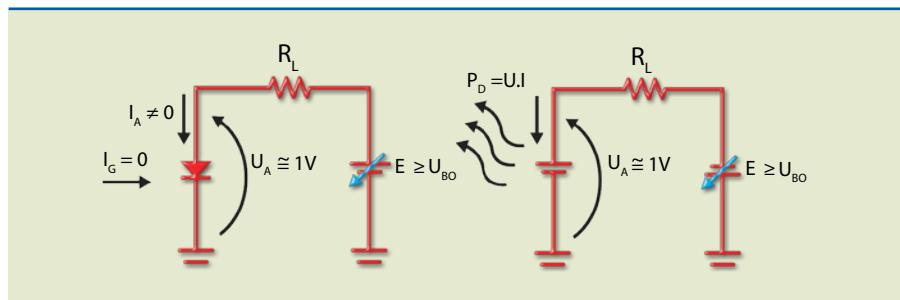 R_L
I_A ≠ 0
I_G = 0
U_A ≅ 1V
E ≥ U_BO
P_D = U.I
R_L
U_A ≅ 1V
E ≥ U_BO